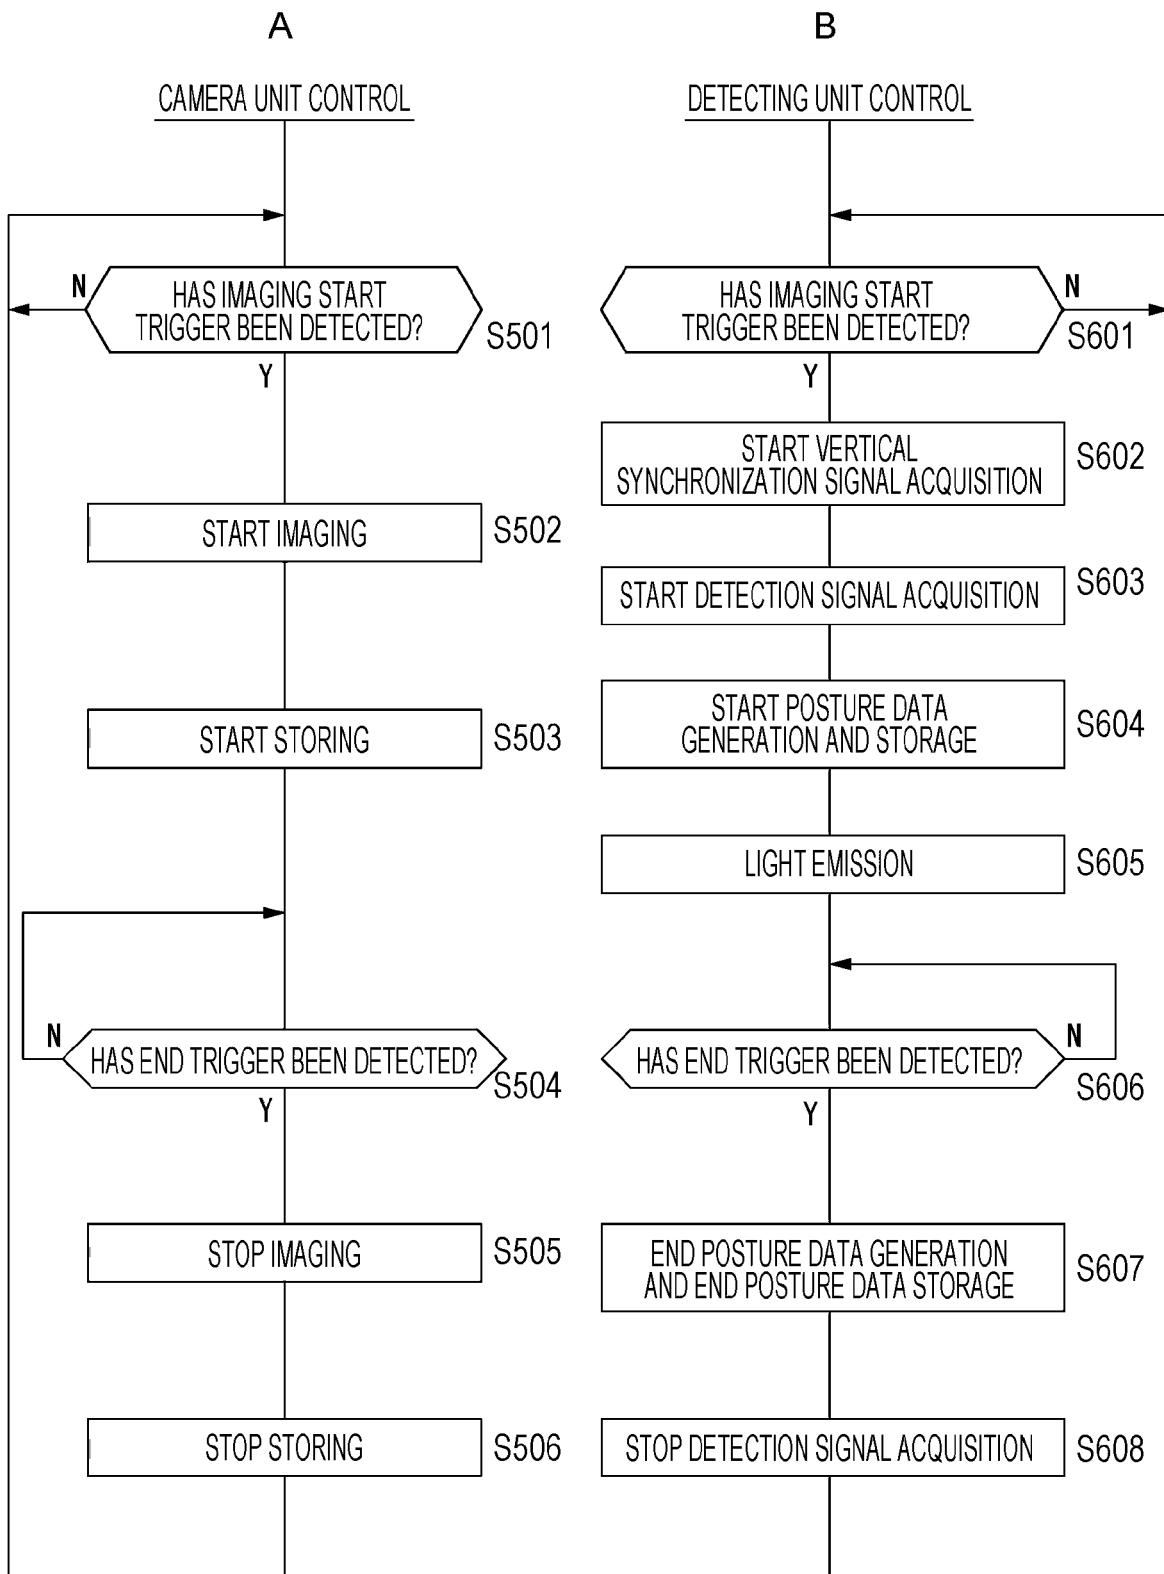 A
CAMERA UNIT CONTROL
HAS IMAGING START
TRIGGER BEEN DETECTED?
N
S501
Y
START IMAGING
S502
START STORING
S503
HAS END TRIGGER BEEN DETECTED?
N
S504
Y
STOP IMAGING
S505
STOP STORING
S506
B
DETECTING UNIT CONTROL
HAS IMAGING START
TRIGGER BEEN DETECTED?
N
S601
Y
START VERTICAL
SYNCHRONIZATION SIGNAL ACQUISITION
S602
START DETECTION SIGNAL ACQUISITION
S603
START POSTURE DATA
GENERATION AND STORAGE
S604
LIGHT EMISSION
S605
HAS END TRIGGER BEEN DETECTED?
N
S606
Y
END POSTURE DATA GENERATION
AND END POSTURE DATA STORAGE
S607
STOP DETECTION SIGNAL ACQUISITION
S608